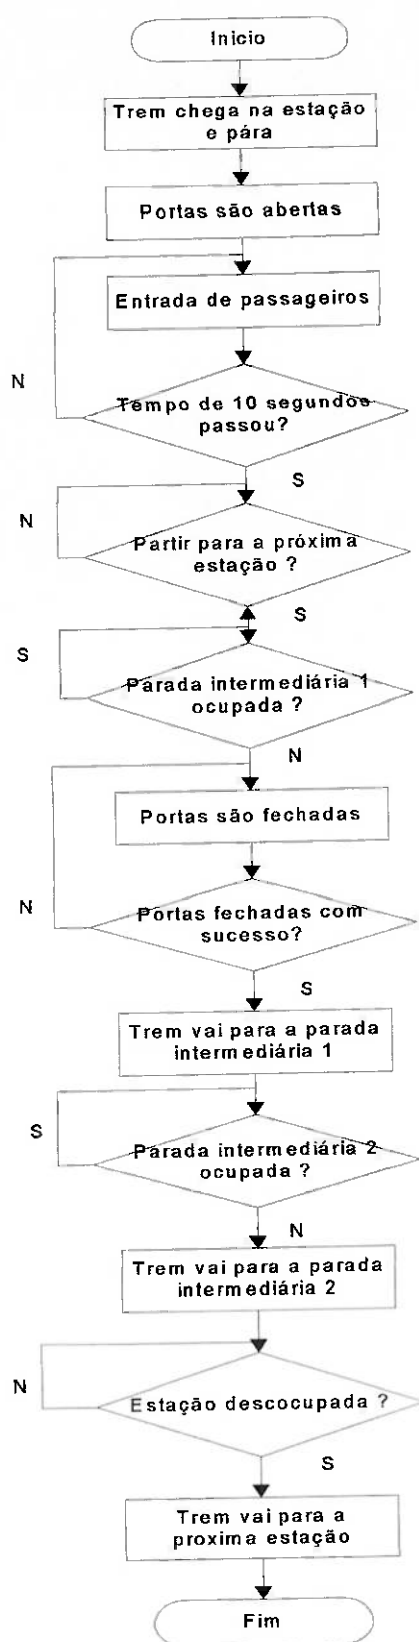 Inicio
Trem chega na estação
e pára
Portas são abertas
Entrada de passageiros
N
Tempo de 10 segundos
passou?
S
N
Partir para a próxima
estação ?
S
S
Parada intermediária 1
ocupada ?
N
Portas são fechadas
N
Portas fechadas com
sucesso?
S
Trem vai para a parada
intermediária 1
S
Parada intermediária 2
ocupada ?
N
Trem vai para a parada
intermediária 2
N
Estação descocupada ?
S
Trem vai para a
proxima estação
Fim